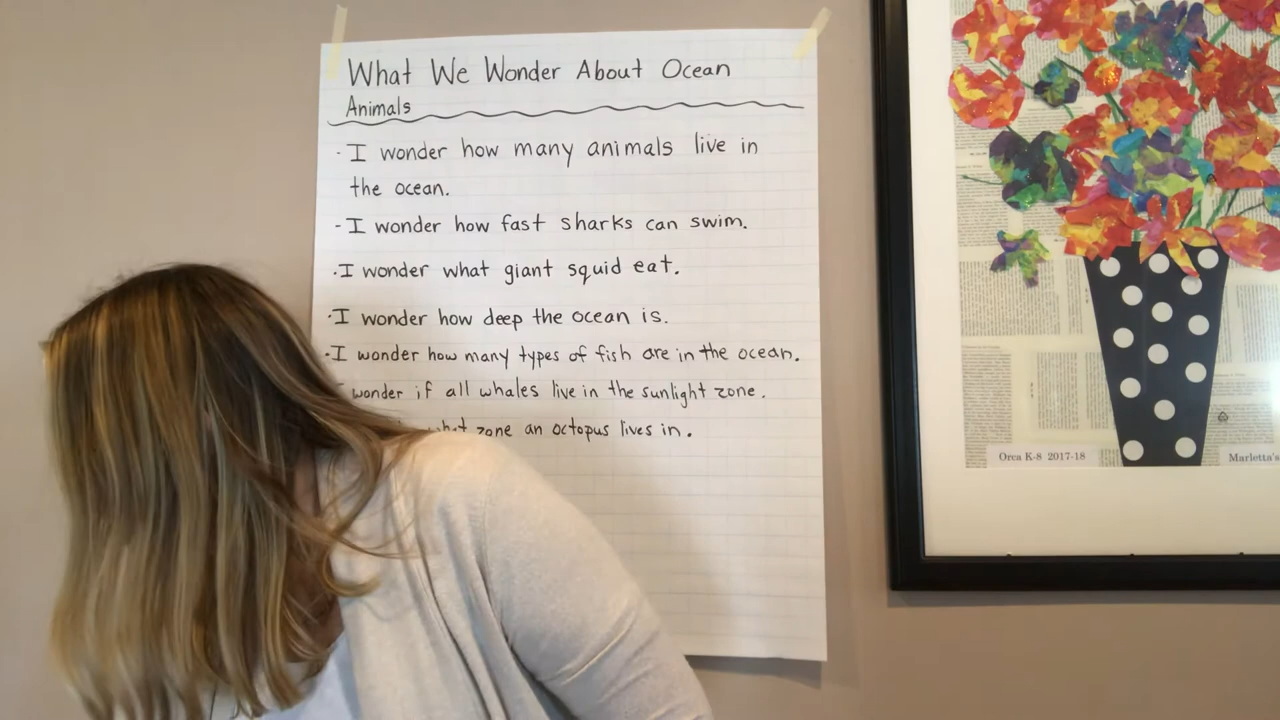 What We Wonder About Ocean
Animals
· I wonder how many animals live in
the ocean.
- I wonder how fast sharks can swim.
· I wonder what giant squid eat.
· I wonder how deep the ocean is.
· I wonder how many types of fish are in the ocean.
wonder if all whales live in the sunlight zone.
zone an octopus lives in.
Orca K-8 2017-18
Marletta's